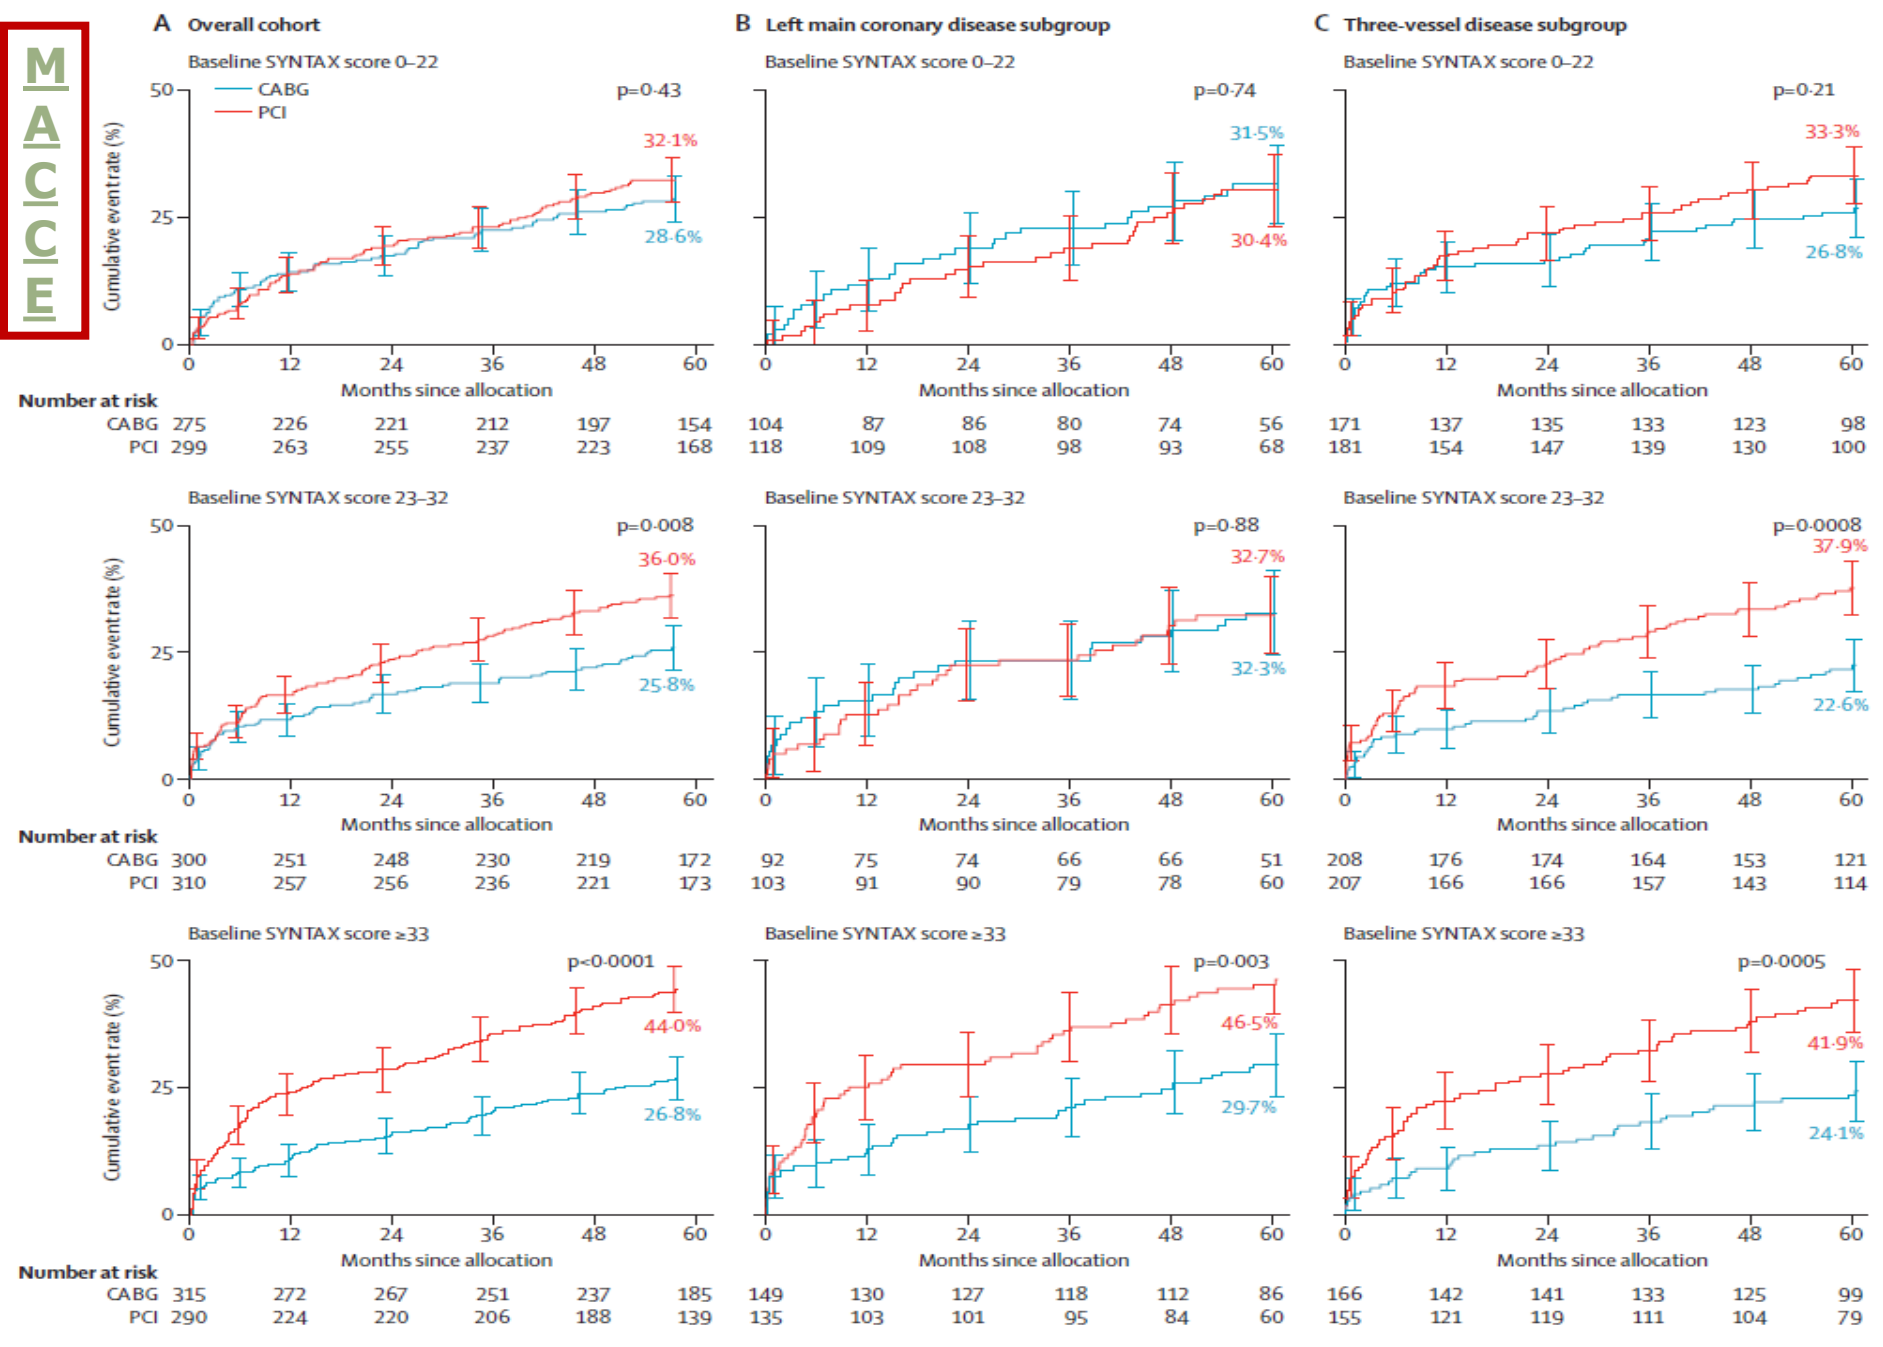 M
A
C
C
E
A Overall cohort
Baseline SYNTAX score 0–22
CABG
PCI
p=0·43
32·1%
28·6%
Cumulative event rate (%)
50
25
0
0 12 24 36 48 60
Months since allocation
Number at risk
CABG 275 226 221 212 197 154
PCI 299 263 255 237 223 168
B Left main coronary disease subgroup
Baseline SYNTAX score 0–22
p=0·74
31·5%
30·4%
0 12 24 36 48 60
Months since allocation
104 87 86 80 74 56
118 109 108 98 93 68
C Three-vessel disease subgroup
Baseline SYNTAX score 0–22
p=0·21
33·3%
26·8%
0 12 24 36 48 60
Months since allocation
171 137 135 133 123 98
181 154 147 139 130 100
Baseline SYNTAX score 23–32
p=0·008
36·0%
25·8%
Cumulative event rate (%)
50
25
0
0 12 24 36 48 60
Months since allocation
Number at risk
CABG 300 251 248 230 219 172
PCI 310 257 256 236 221 173
Baseline SYNTAX score 23–32
p=0·88
32·7%
32·3%
0 12 24 36 48 60
Months since allocation
92 75 74 66 66 51
103 91 90 79 78 60
Baseline SYNTAX score 23–32
p=0·0008
37·9%
22·6%
0 12 24 36 48 60
Months since allocation
208 176 174 164 153 121
207 166 166 157 143 114
Baseline SYNTAX score ≥33
p<0·0001
44·0%
26·8%
Cumulative event rate (%)
50
25
0
0 12 24 36 48 60
Months since allocation
Number at risk
CABG 315 272 267 251 237 185
PCI 290 224 220 206 188 139
Baseline SYNTAX score ≥33
p=0·003
46·5%
29·7%
0 12 24 36 48 60
Months since allocation
149 130 127 118 112 86
135 103 101 95 84 60
Baseline SYNTAX score ≥33
p=0·0005
41·9%
24·1%
0 12 24 36 48 60
Months since allocation
166 142 141 133 125 99
155 121 119 111 104 79